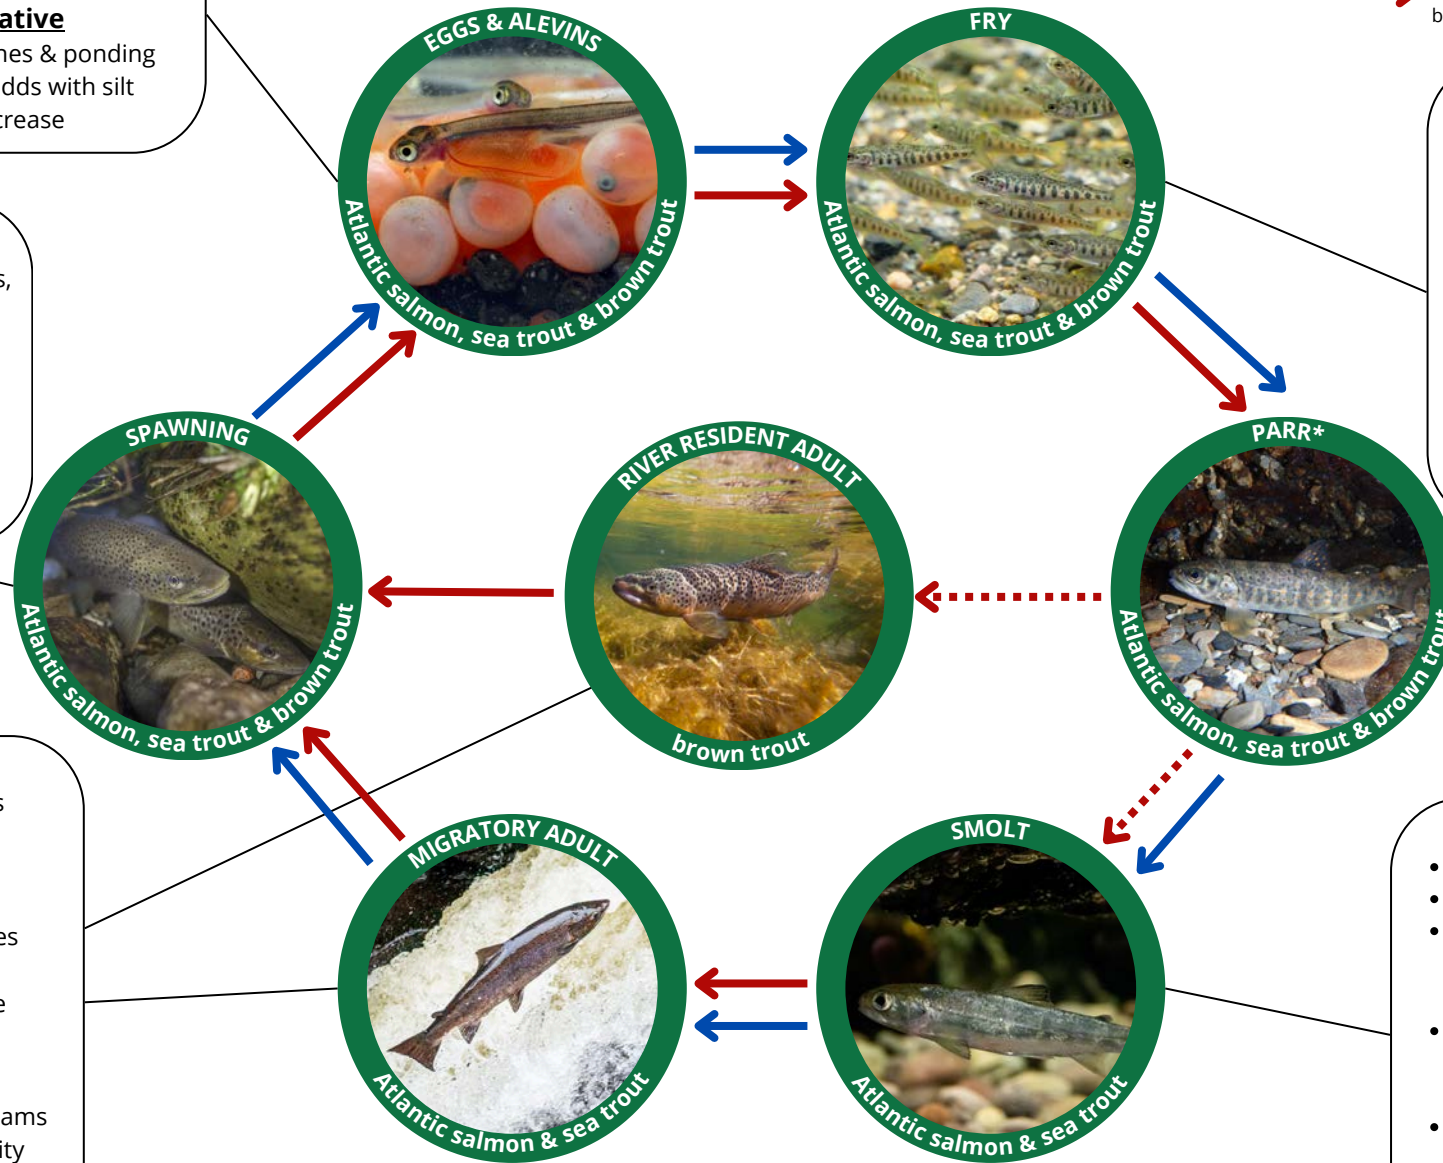 ative
nes & ponding
dds with silt
crease
b
s,
EGGS & ALEVINS
Atlantic salmon, sea trout & brown trout
FRY
Atlantic salmon, sea trout & brown trout
SPAWNING
Atlantic salmon, sea trout & brown trout
RIVER RESIDENT ADULT
brown trout
PARR*
Atlantic salmon, sea trout & brown trout
s
es
e
ams
ity
MIGRATORY ADULT
Atlantic salmon & sea trout
SMOLT
Atlantic salmon & sea trout